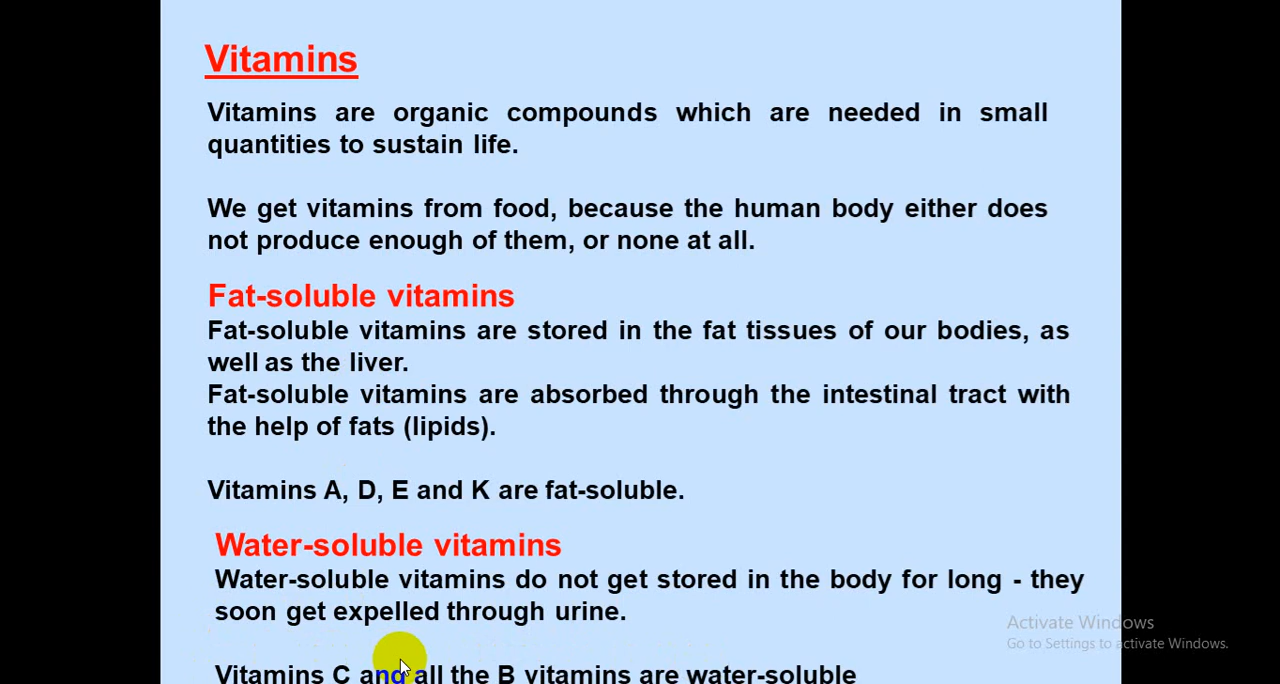 Vitamins
Vitamins are organic compounds which are needed in small
quantities to sustain life.
We get vitamins from food, because the human body either does
not produce enough of them, or none at all.
Fat-soluble vitamins
Fat-soluble vitamins are stored in the fat tissues of our bodies, as
well as the liver.
Fat-soluble vitamins are absorbed through the intestinal tract with
the help of fats (lipids).
Vitamins A, D, E and K are fat-soluble.
Water-soluble vitamins
Water-soluble vitamins do not get stored in the body for long - they
soon get expelled through urine.
Vitamins C and all the B vitamins are water-soluble
Activate Windows
Go to Settings to activate Windows.